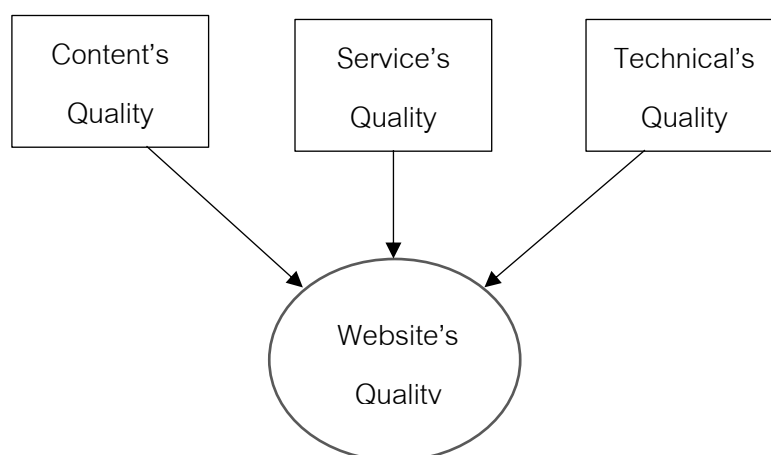 Content’s
Quality
Service’s
Quality
Technical’s
Quality
Website’s
Quality